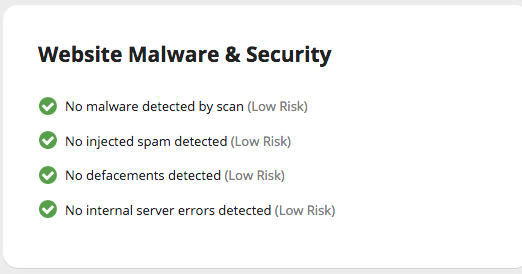 Website Malware & Security
No malware detected by scan (Low Risk)
No injected spam detected (Low Risk)
No defacements detected (Low Risk)
No internal server errors detected (Low Risk)